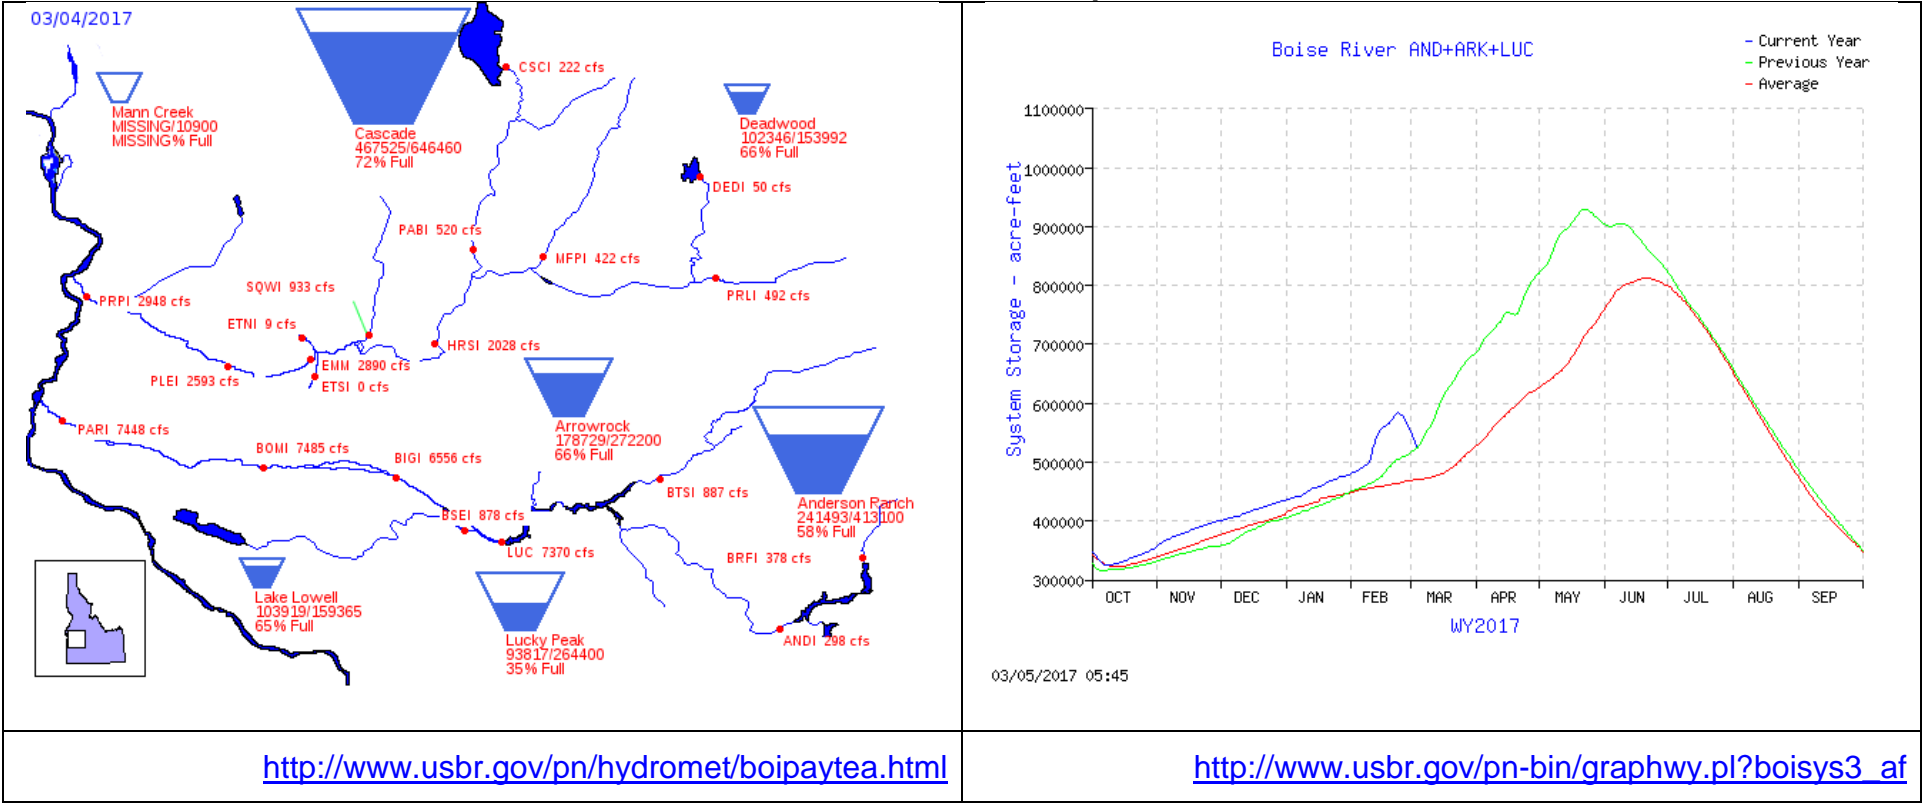 03/04/2017
Mann Creek
MISSING/10900
MISSING% Full
Cascade
467525/646460
72% Full
CSCI 222 cfs
Deadwood
102346/153992
66% Full
DEDI 50 cfs
PABI 520 cfs
MFPI 422 cfs
PRLI 492 cfs
SQWI 933 cfs
PRPI 2948 cfs
ETNI 9 cfs
HRSI 2028 cfs
EMM 2890 cfs
PLEI 2593 cfs
ETSI 0 cfs
Arrowrock
178729/272200
66% Full
PARI 7448 cfs
BOMI 7485 cfs
BIGI 6556 cfs
BTSI 887 cfs
Anderson Ranch
241493/413100
58% Full
BSEI 878 cfs
LUC 7370 cfs
BRFI 378 cfs
Lake Lowell
103919/159365
65% Full
Lucky Peak
93817/264400
35% Full
ANDI 298 cfs
http://www.usbr.gov/pn/hydromet/boipaytea.html
Boise River AND+ARK+LUC
Current Year
Previous Year
Average
System Storage - acre-feet
1100000
1000000
900000
800000
700000
600000
500000
400000
300000
OCT NOV DEC JAN FEB MAR APR MAY JUN JUL AUG SEP
WY2017
03/05/2017 05:45
http://www.usbr.gov/pn-bin/graphwy.pl?boisys3_af